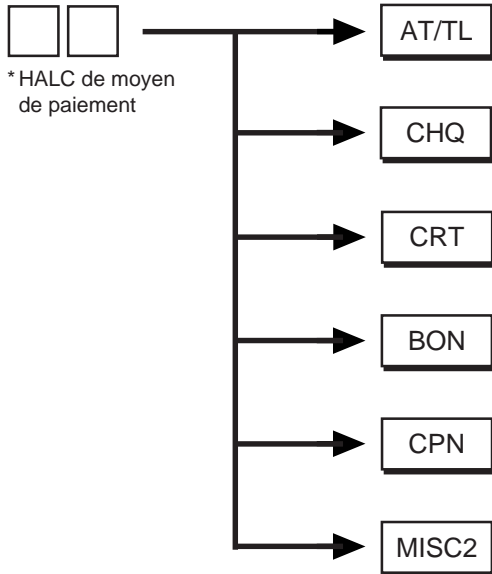 AT/TL
* HALC de moyen
de paiement
CHQ
CRT
BON
CPN
MISC2